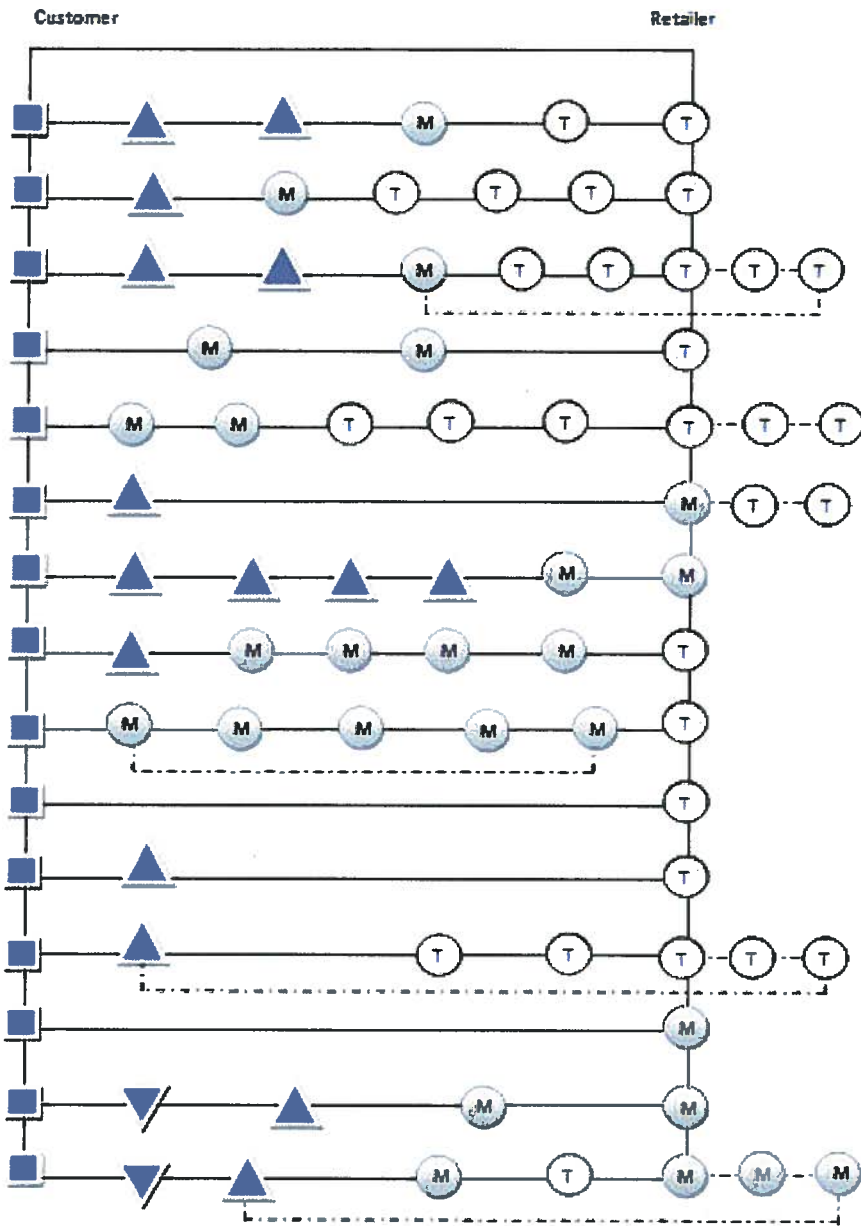 Customer Retailer
M T T
M T T T T
M T T T T T
M M T
M M T T T T T T
M T T
M M
M M M M T
M M M M M T
T
T
T T T T T
M
M M
M T M M M